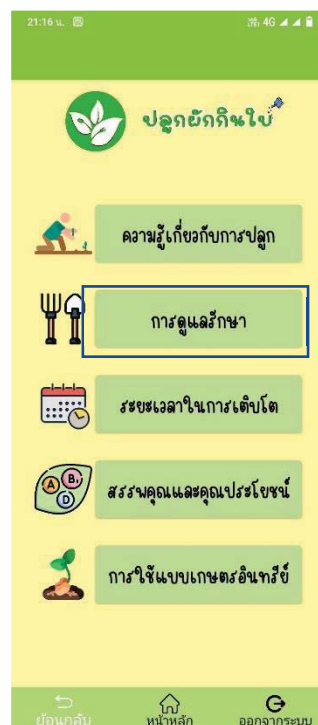 21:16 น. 4G
ปลูกผักกินใบ
ความรู้เกี่ยวกับการปลูก
การดูแลรักษา
ระยะเวลาในการเติบโต
A B₁ D
สรรพคุณและคุณประโยชน์
การใช้แบบเกษตรอินทรีย์
ย้อนกลับ หน้าหลัก ออกจากระบบ